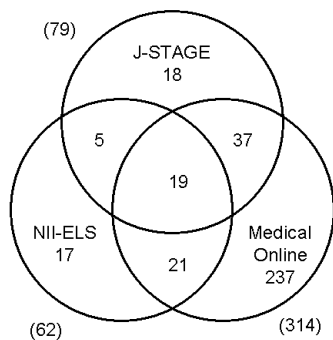 (79)
J-STAGE
18
5
37
19
NII-ELS
17
Medical
Online
237
21
(62)
(314)